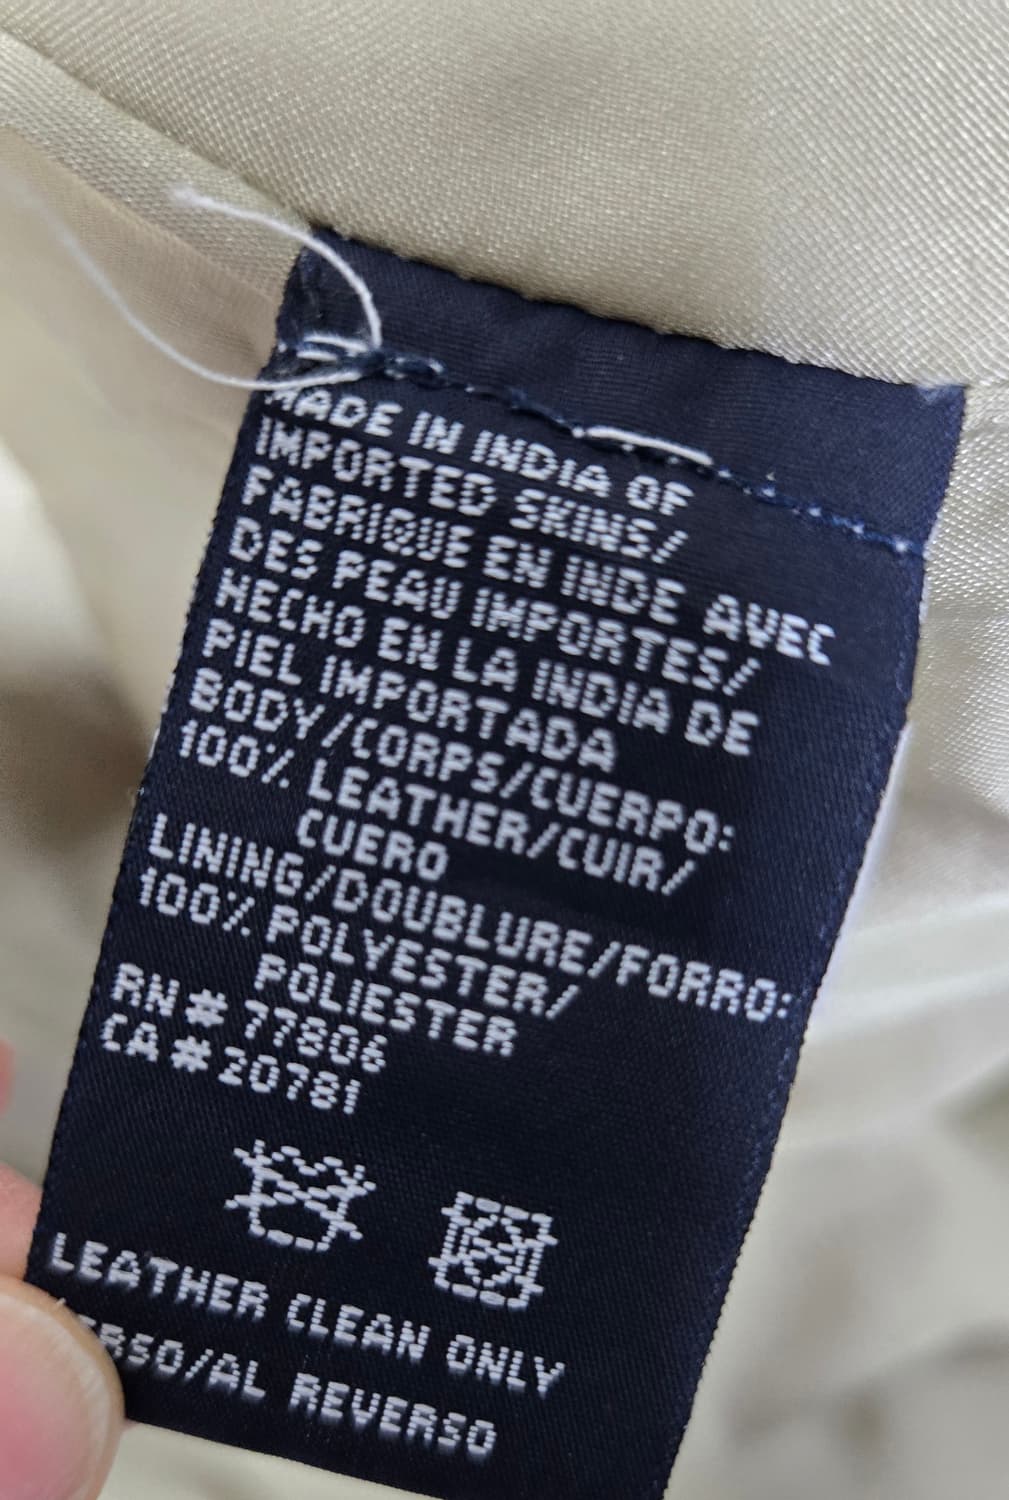 MADE IN INDIA OF
IMPORTED SKINS/
FABRIQUE EN INDE AVEC
DES PEAU IMPORTES/
HECHO EN LA INDIA DE
PIEL IMPORTADA
BODY/CORPS/CUERPO:
100% LEATHER/CUIR/
CUERO
LINING/DOUBLURE/FORRO:
100% POLYESTER/
POLIESTER
RN # 77806
CA # 20781
LEATHER CLEAN ONLY
ERSO/AL REVERSO